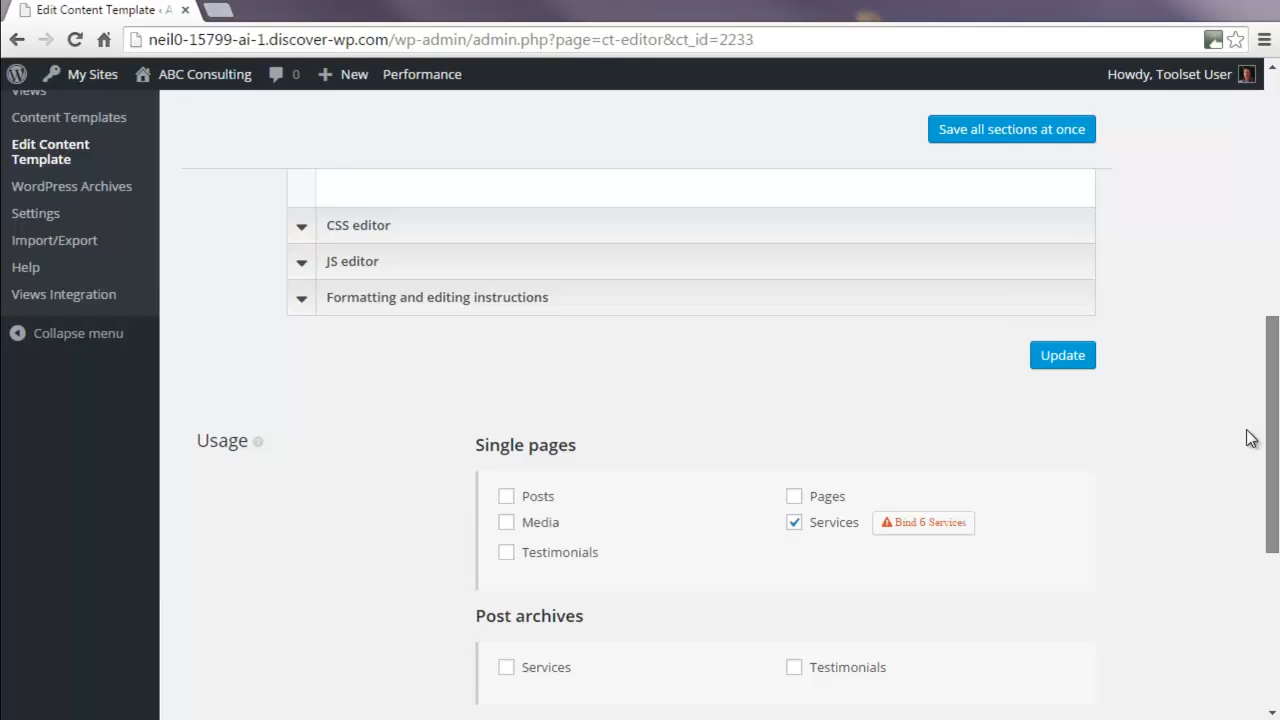 Edit Content Template ‹ A
neil0-15799-ai-1.discover-wp.com/wp-admin/admin.php?page=ct-editor&ct_id=2233
My Sites ABC Consulting 0 New Performance Howdy, Toolset User
Views
Content Templates
Edit Content
Template
WordPress Archives
Settings
Import/Export
Help
Views Integration
Collapse menu
Save all sections at once
CSS editor
JS editor
Formatting and editing instructions
Update
Usage ?
Single pages
Posts Pages
Media Services Bind 6 Services
Testimonials
Post archives
Services Testimonials